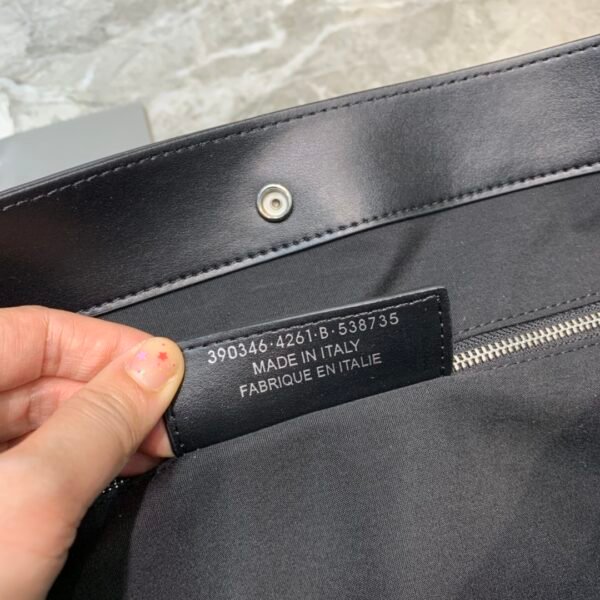 390346·4261·B·538735
MADE IN ITALY
FABRIQUE EN ITALIE